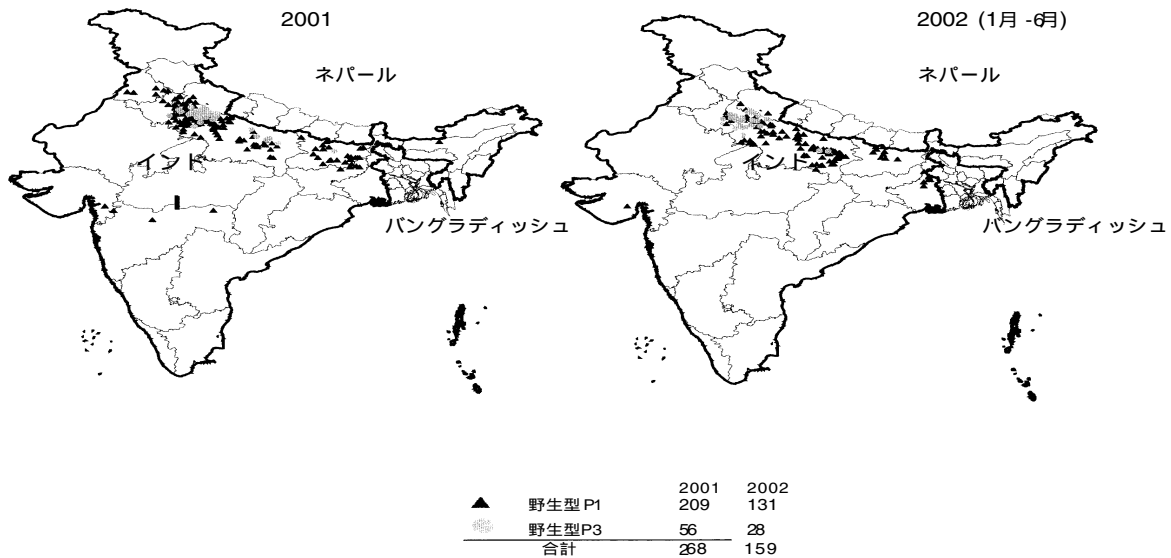 2001
2002 (1月 -6月)
ネパール
ネパール
インド
インド
バングラディッシュ
バングラディッシュ
2001 2002
▲ 野生型P1 209 131
野生型P3 56 28
合計 268 159